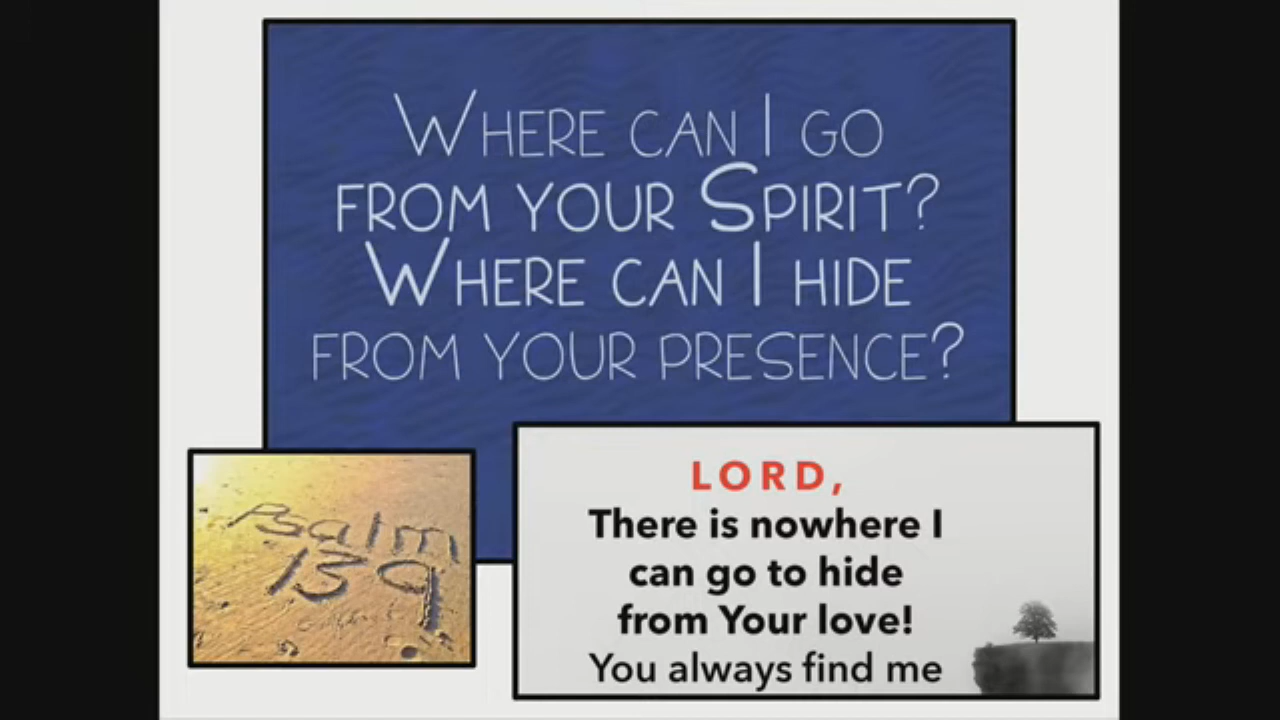 WHERE CAN I GO
FROM YOUR SPIRIT?
WHERE CAN I HIDE
FROM YOUR PRESENCE?
Psalm
139
LORD,
There is nowhere I
can go to hide
from Your love!
You always find me